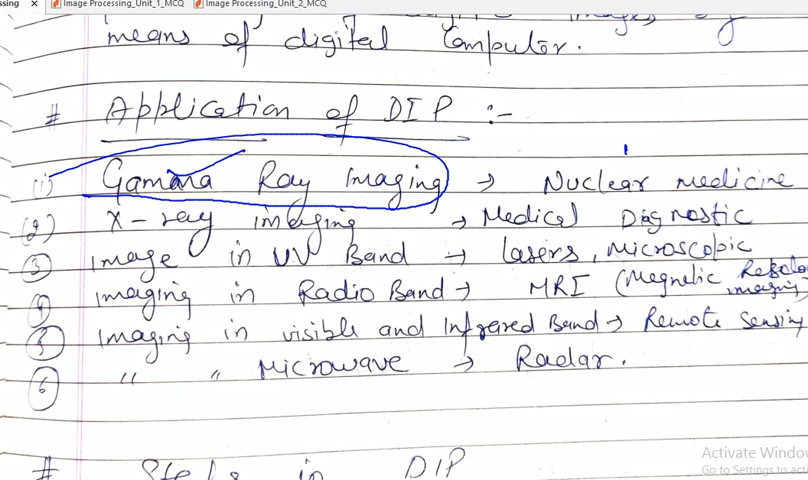 ssing × Image Processing_Unit_1_MCQ Image Processing_Unit_2_MCQ
means of digital Computer.
# Application of DIP :-
(1) Gamma Ray Imaging → Nuclear medicine
(2) X-ray imaging → Medical Diagnostic
(3) image in UV Band → lasers, Microscopic
(4) imaging in Radio Band → MRI (Magnetic imaging)
(5) Imaging in visible and Infrared Band → Remote Sensing
(6) " " Microwave → Radar.
# Steps in DIP
Activate Window
Go to Settings to acti